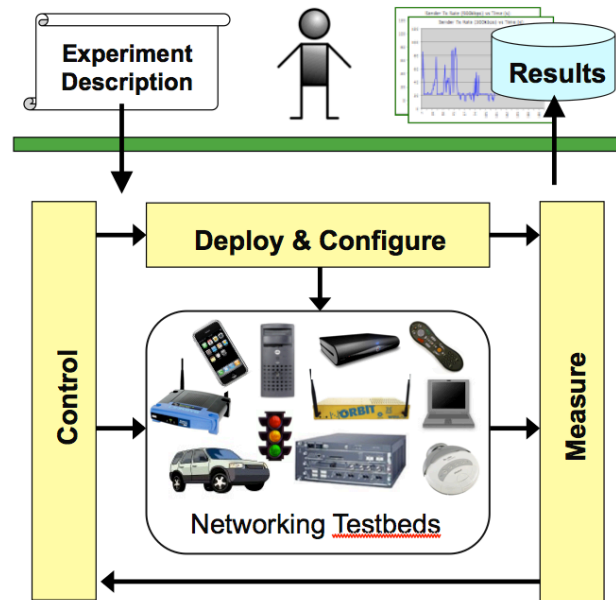 Experiment
Description
Results
Deploy & Configure
Control
Measure
ORBIT
Networking Testbeds